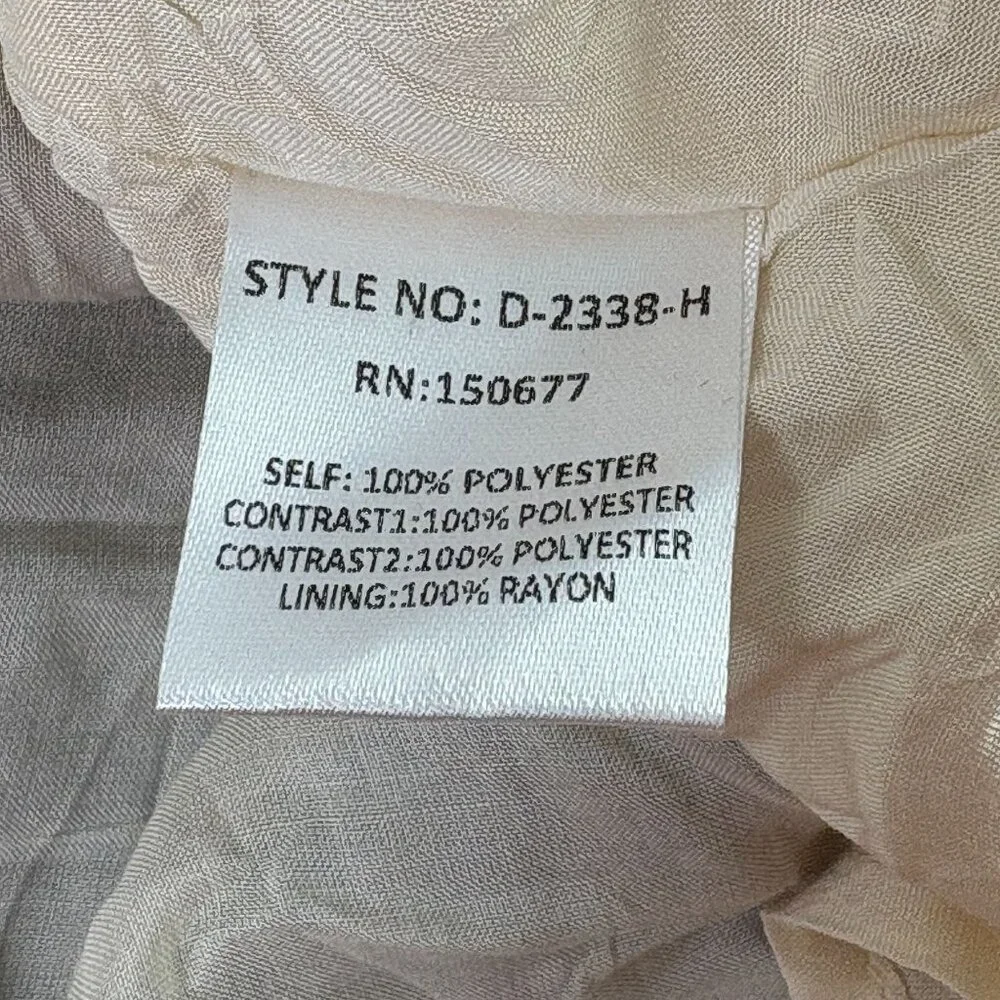 STYLE NO: D-2338-H
RN:150677
SELF: 100% POLYESTER
CONTRAST1:100% POLYESTER
CONTRAST2:100% POLYESTER
LINING:100% RAYON